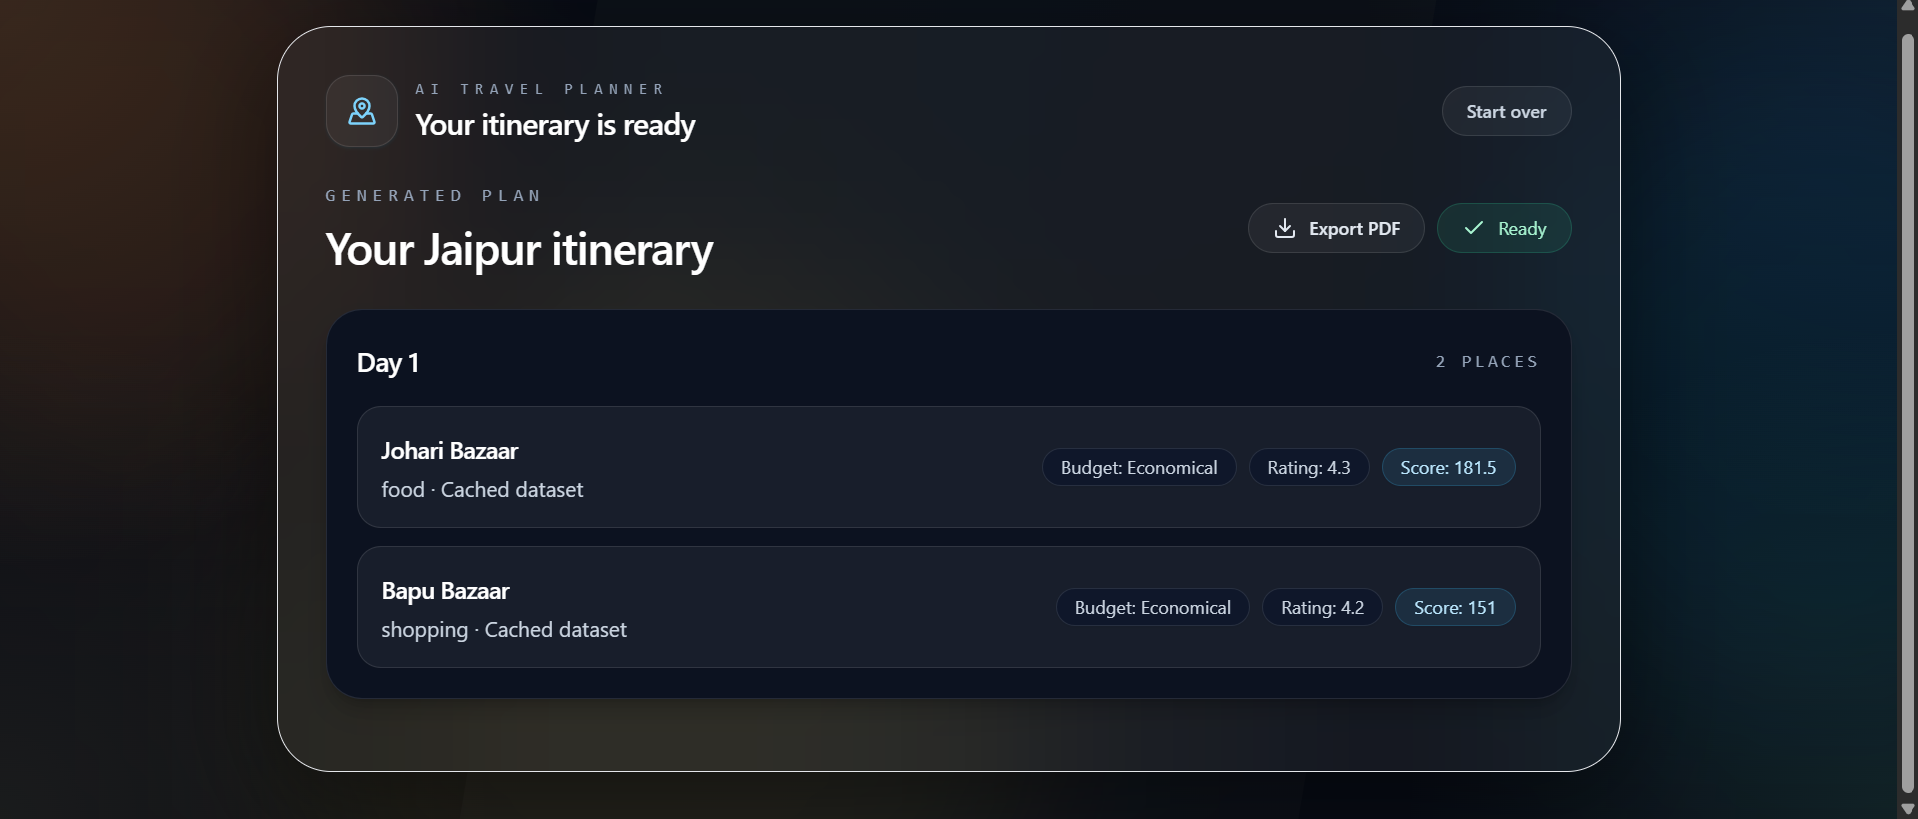 AI TRAVEL PLANNER
Your itinerary is ready
Start over
GENERATED PLAN
Your Jaipur itinerary
Export PDF
Ready
Day 1
2 PLACES
Johari Bazaar
food · Cached dataset
Budget: Economical
Rating: 4.3
Score: 181.5
Bapu Bazaar
shopping · Cached dataset
Budget: Economical
Rating: 4.2
Score: 151